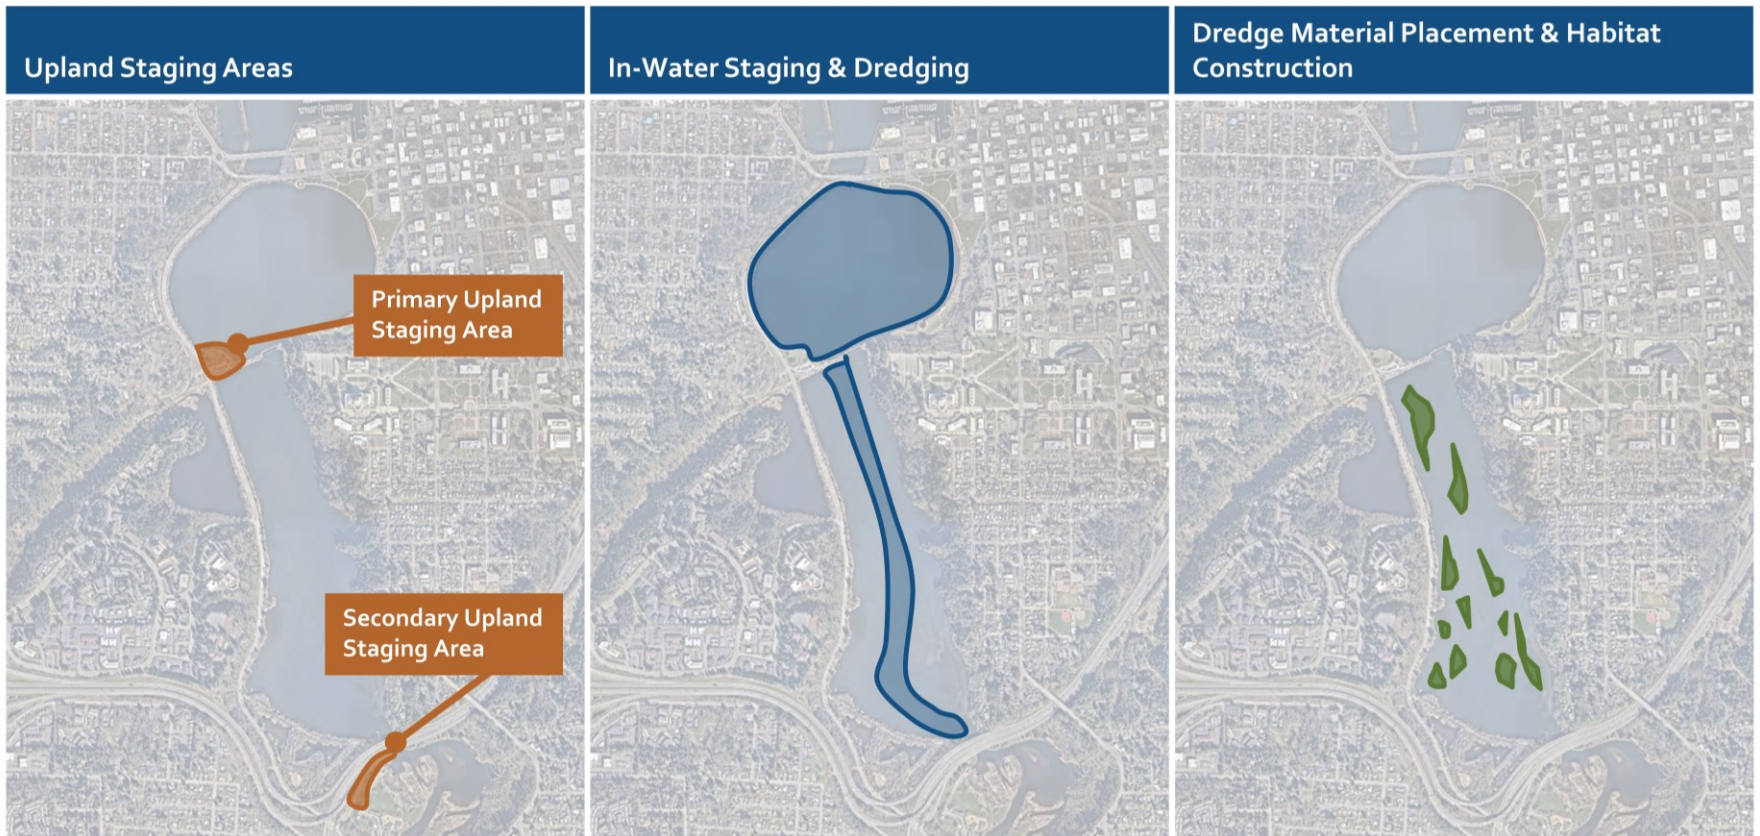 Upland Staging Areas
In-Water Staging & Dredging
Dredge Material Placement & Habitat
Construction
Primary Upland
Staging Area
Secondary Upland
Staging Area